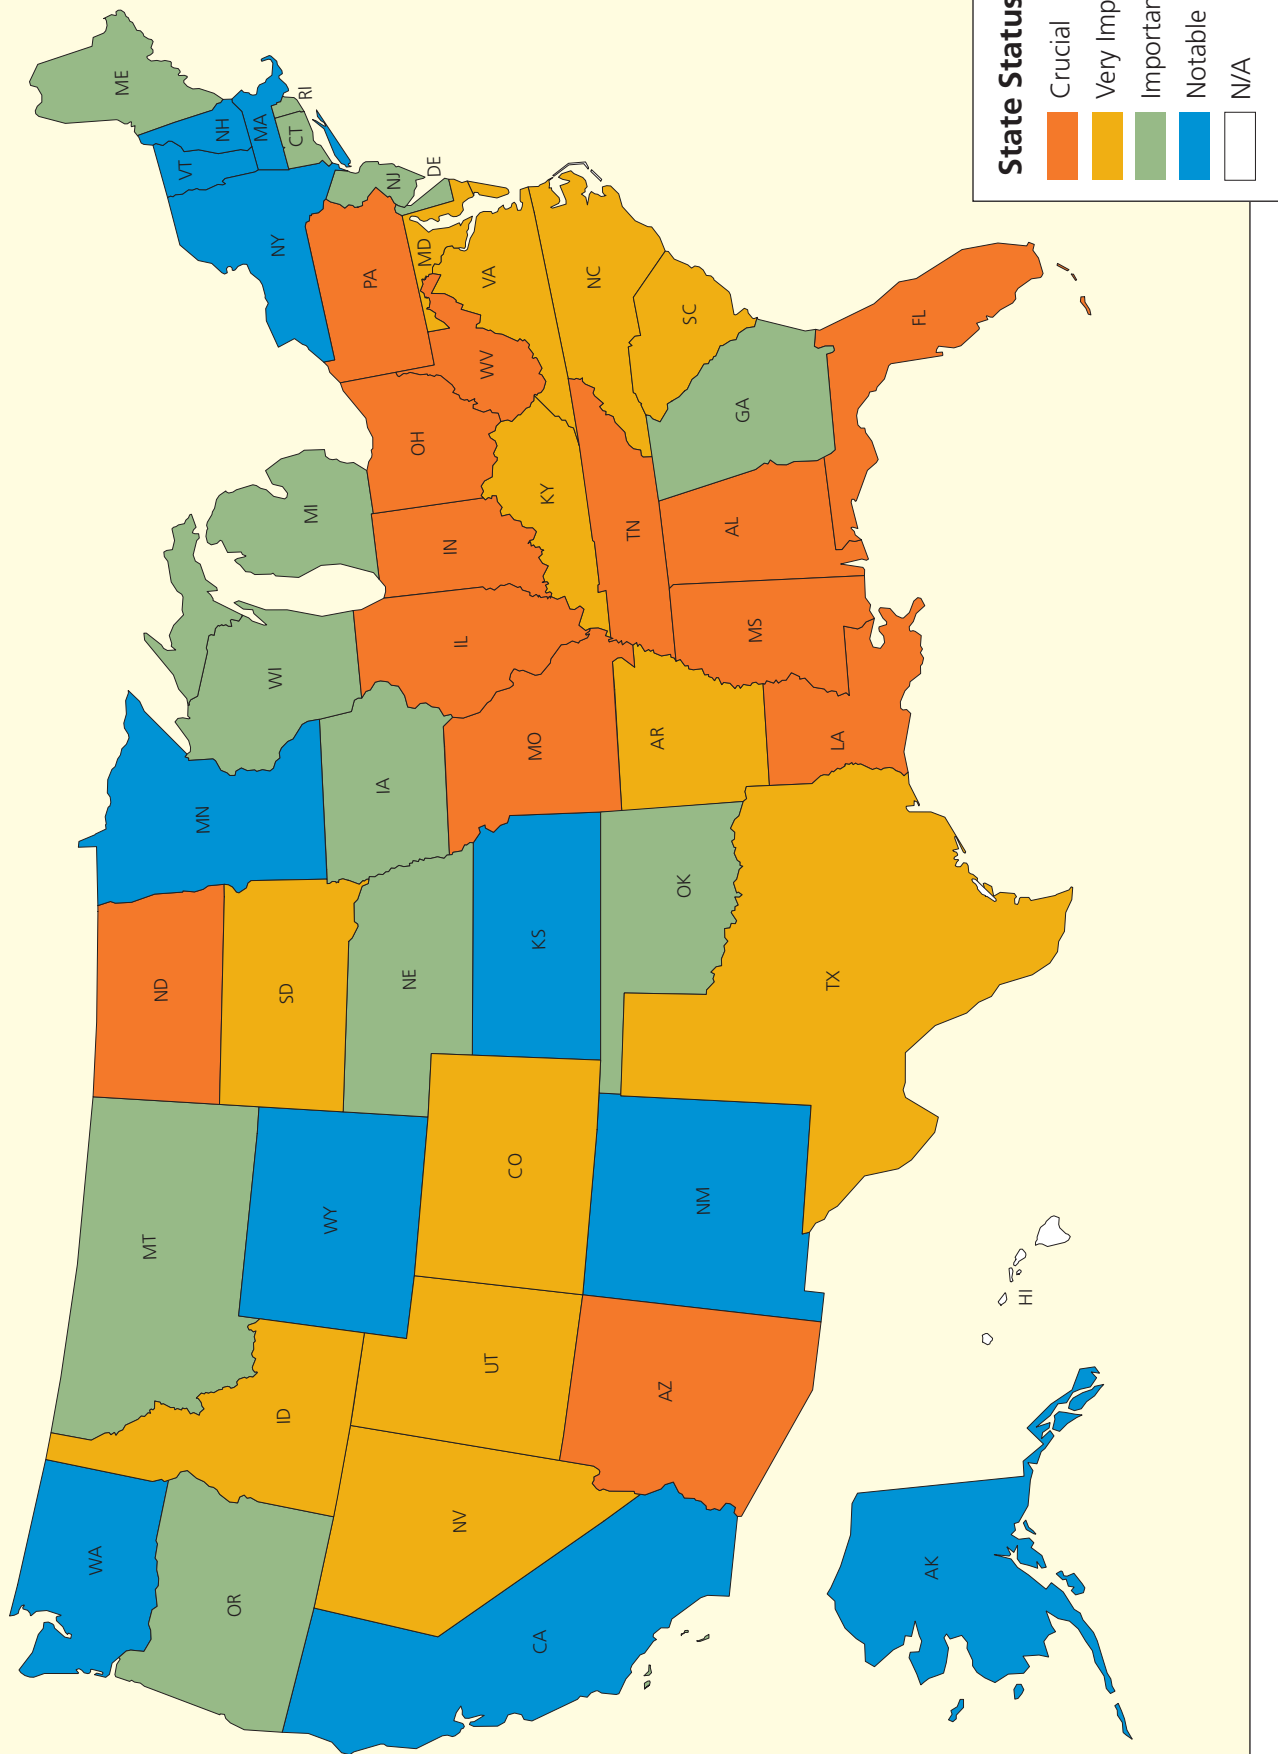 WA
OR
CA
NV
ID
MT
WY
UT
AZ
CO
NM
ND
SD
NE
KS
OK
TX
MN
IA
MO
AR
LA
WI
IL
MI
IN
OH
KY
TN
MS
AL
GA
FL
SC
NC
VA
WV
MD
DE
PA
NJ
NY
CT
RI
MA
VT
NH
ME
AK
HI
State Status
Crucial
Very Imp
Importan
Notable
N/A